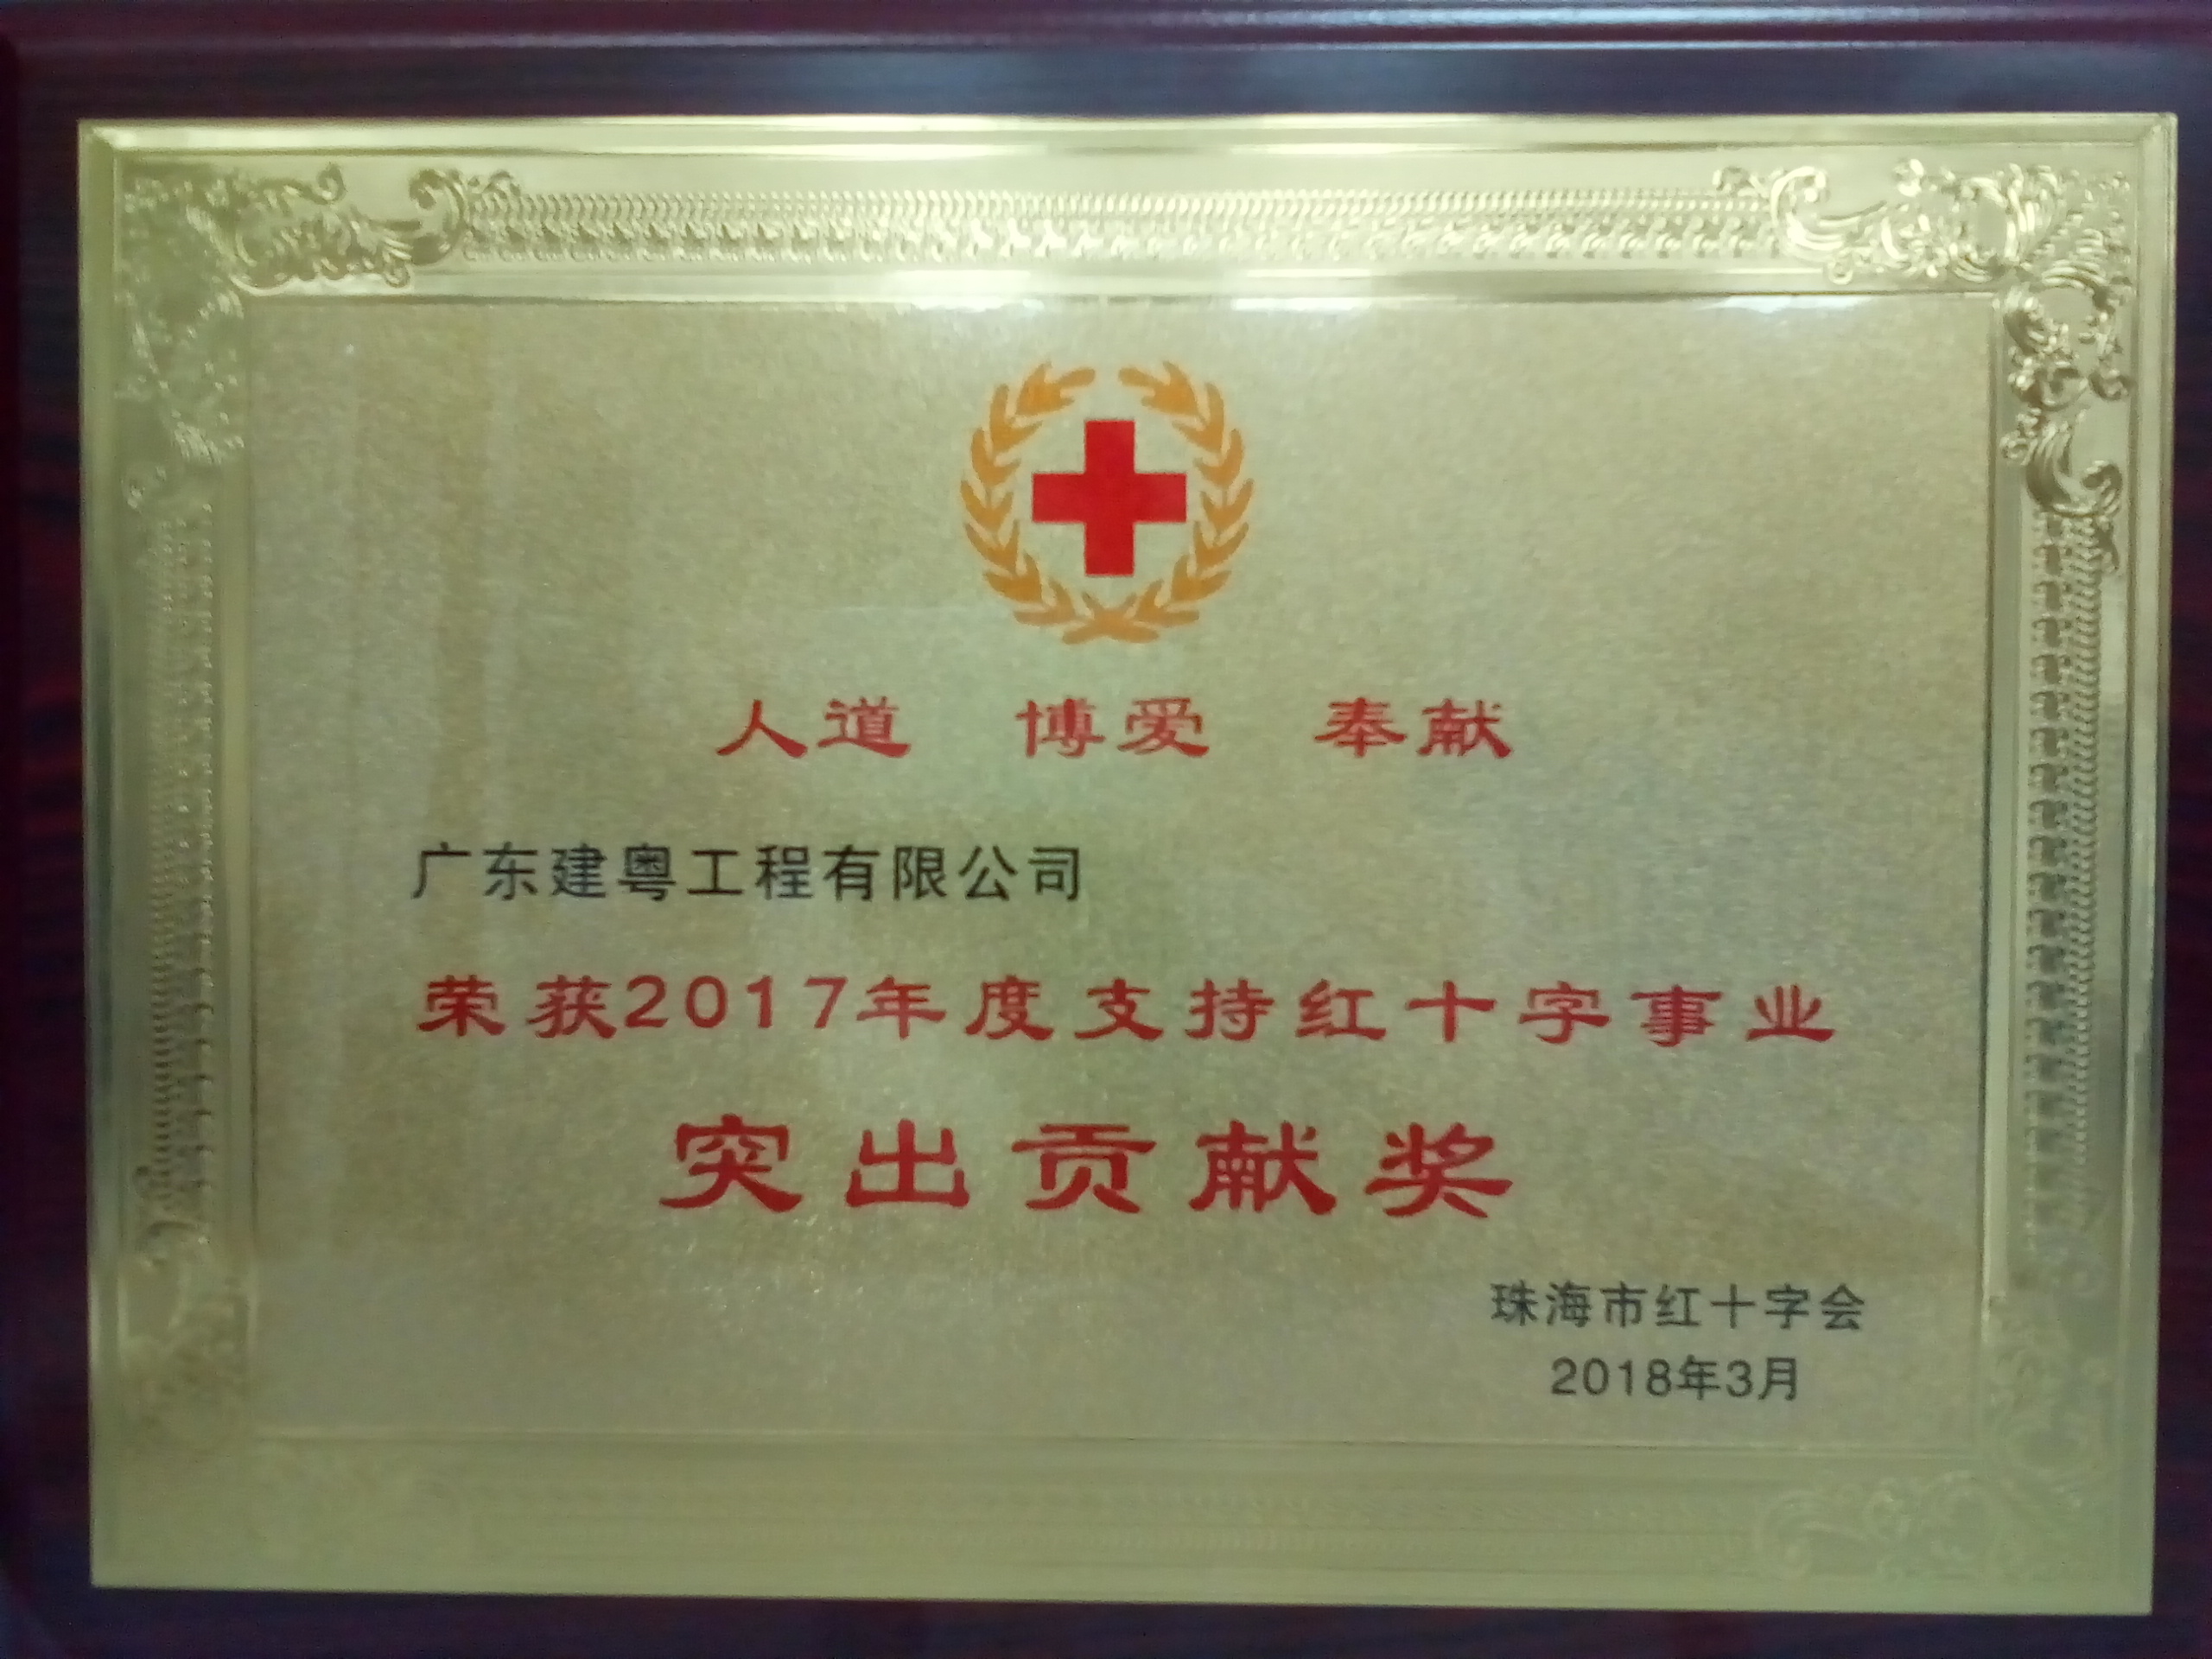 人道 博爱 奉献
广东建粤工程有限公司
荣获2017年度支持红十字事业
突出贡献奖
珠海市红十字会
2018年3月